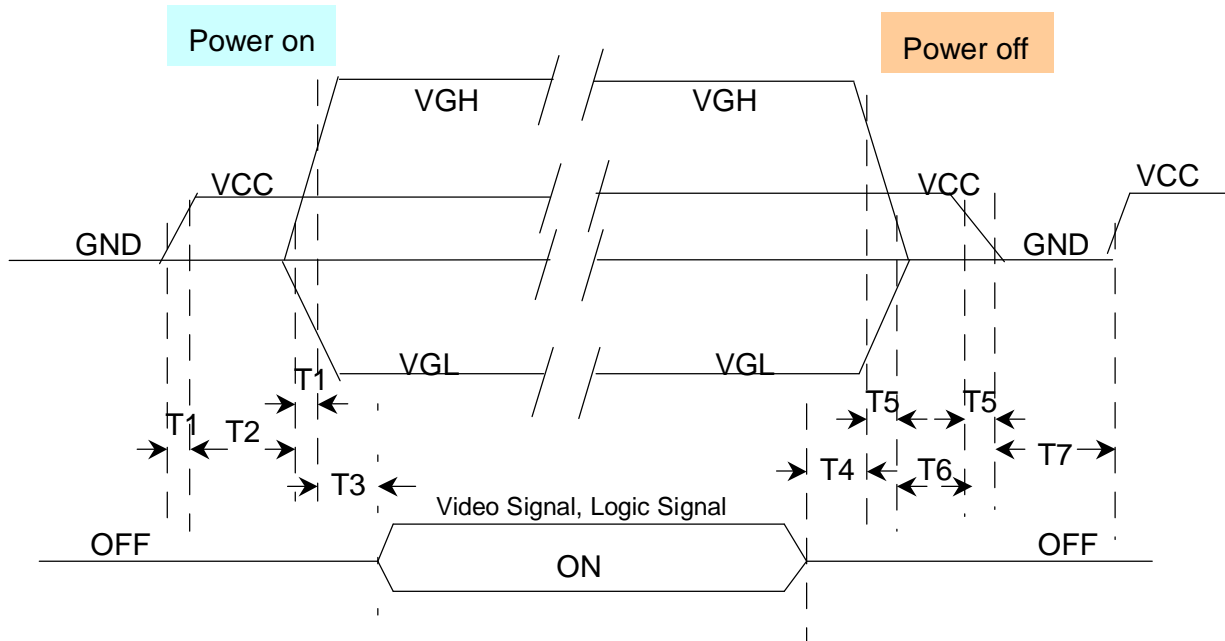 Power on
Power off
VGH
VGH
VCC
VCC
VCC
GND
GND
VGL
VGL
T1
T5
T5
T1
T2
T7
T3
T4
T6
Video Signal, Logic Signal
OFF
ON
OFF